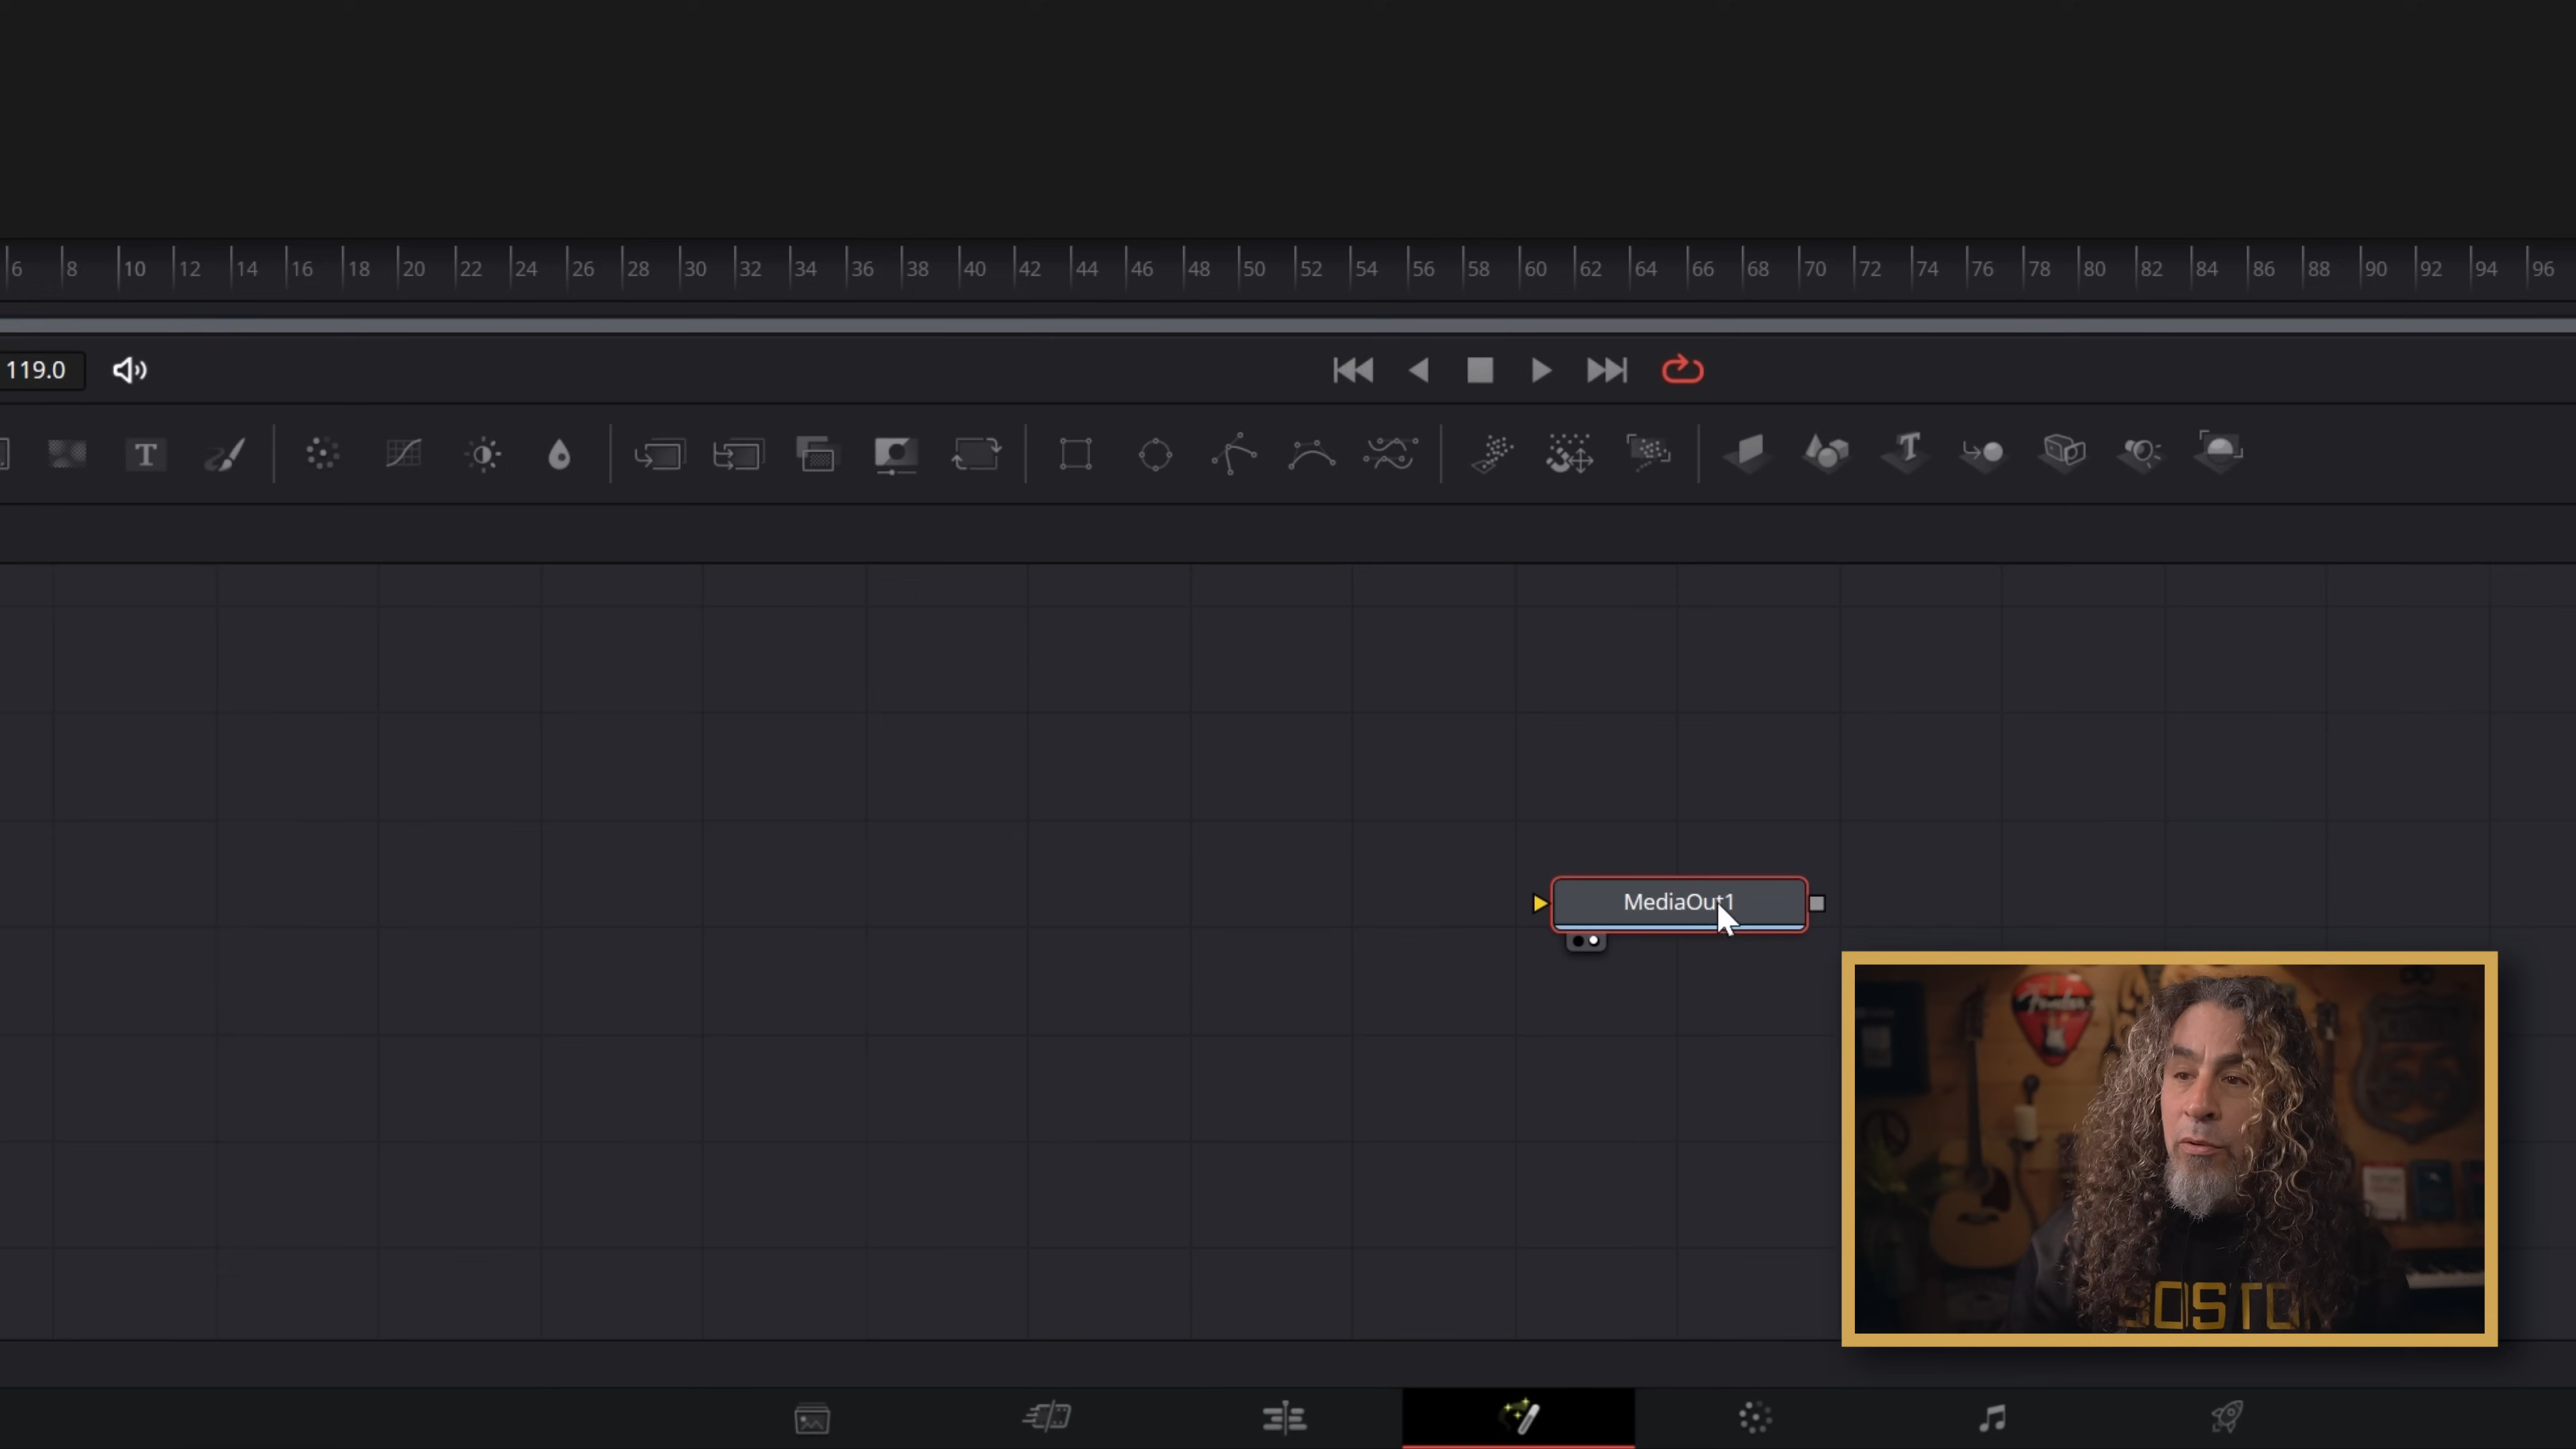 6 8 10 12 14 16 18 20 22 24 26 28 30 32 34 36 38 40 42 44 46 48 50 52 54 56 58 60 62 64 66 68 70 72 74 76 78 80 82 84 86 88 90 92 94 96
119.0
T
T
MediaOut1
Fender
BOSTON